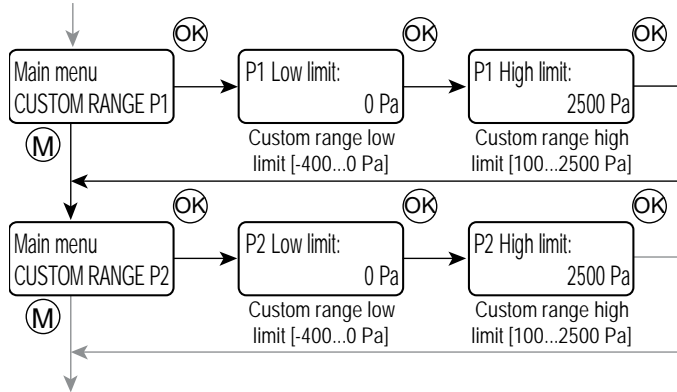 OK OK OK
Main menu
CUSTOM RANGE P1
P1 Low limit:
0 Pa
P1 High limit:
2500 Pa
M
Custom range low
limit [-400...0 Pa]
Custom range high
limit [100...2500 Pa]
OK OK OK
Main menu
CUSTOM RANGE P2
P2 Low limit:
0 Pa
P2 High limit:
2500 Pa
M
Custom range low
limit [-400...0 Pa]
Custom range high
limit [100...2500 Pa]